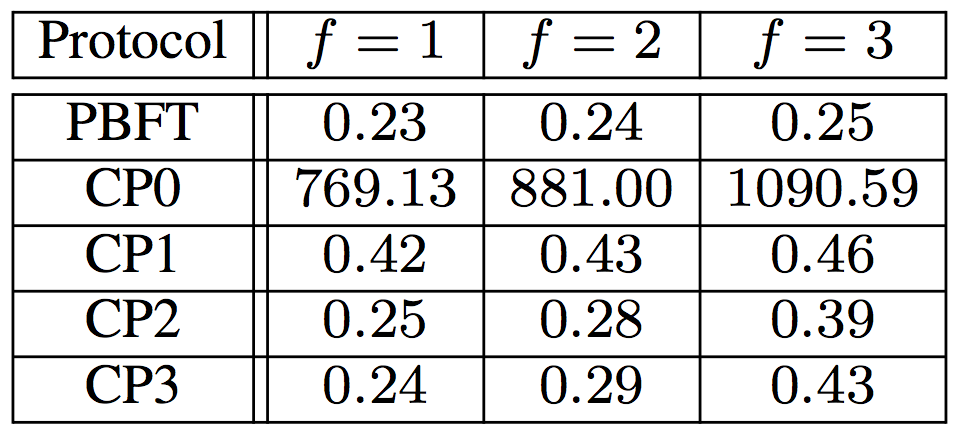 Protocol f = 1 f = 2 f = 3
PBFT 0.23 0.24 0.25
CP0 769.13 881.00 1090.59
CP1 0.42 0.43 0.46
CP2 0.25 0.28 0.39
CP3 0.24 0.29 0.43